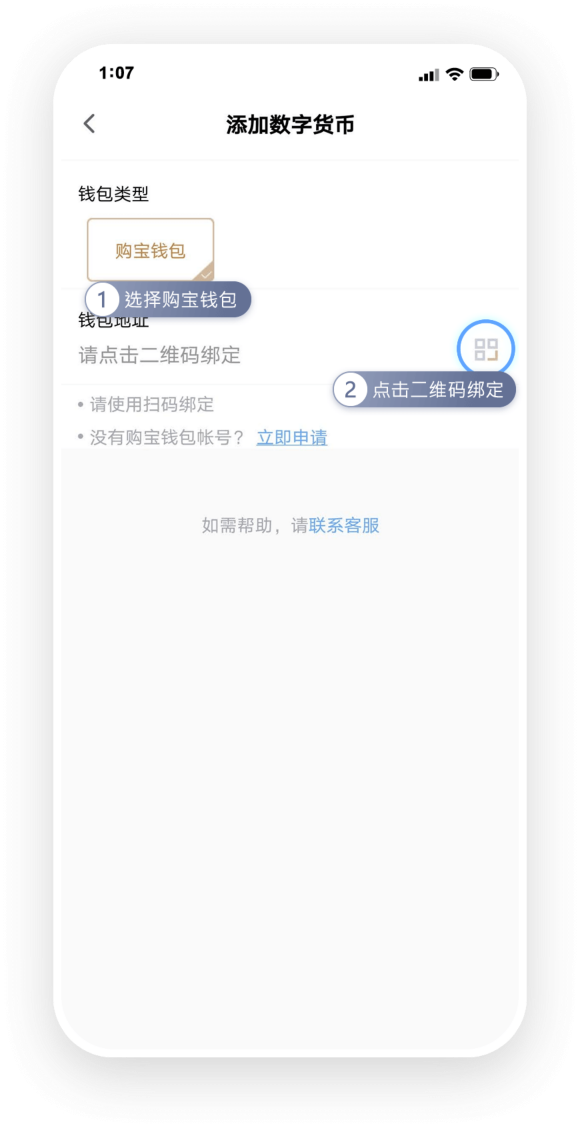 1:07
添加数字货币
钱包类型
购宝钱包
1 选择购宝钱包
钱包地址
请点击二维码绑定
2 点击二维码绑定
• 请使用扫码绑定
• 没有购宝钱包帐号？ 立即申请
如需帮助，请联系客服